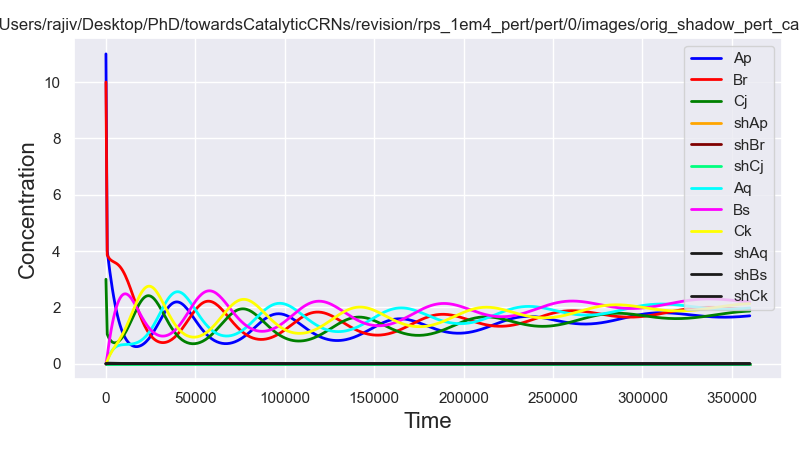 Users/rajiv/Desktop/PhD/towardsCatalyticCRNs/revision/rps_1em4_pert/pert/0/images/orig_shadow_pert_ca
Concentration
10
8
6
4
2
0
0
50000
100000
150000
200000
250000
300000
350000
Time
Ap
Br
Cj
shAp
shBr
shCj
Aq
Bs
Ck
shAq
shBs
shCk